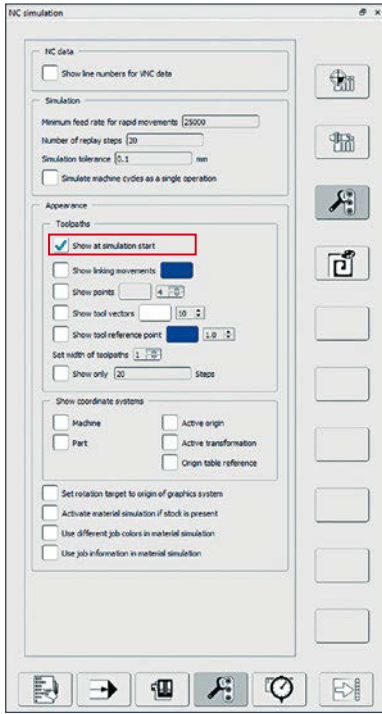 NC simulation
NC data
Show line numbers for VNC data
Simulation
Minimum feed rate for rapid movements 25000
Number of replay steps 20
Simulation tolerance 0.1 mm
Simulate machine cycles as a single operation
Appearance
Toolpaths
Show at simulation start
Show linking movements
Show points 4
Show tool vectors 10
Show tool reference point 1.0
Set width of toolpaths 1
Show only 20 Steps
Show coordinate systems
Machine Active origin
Part Active transformation
Origin table reference
Set rotation target to origin of graphics system
Activate material simulation if stock is present
Use different job colors in material simulation
Use job information in material simulation